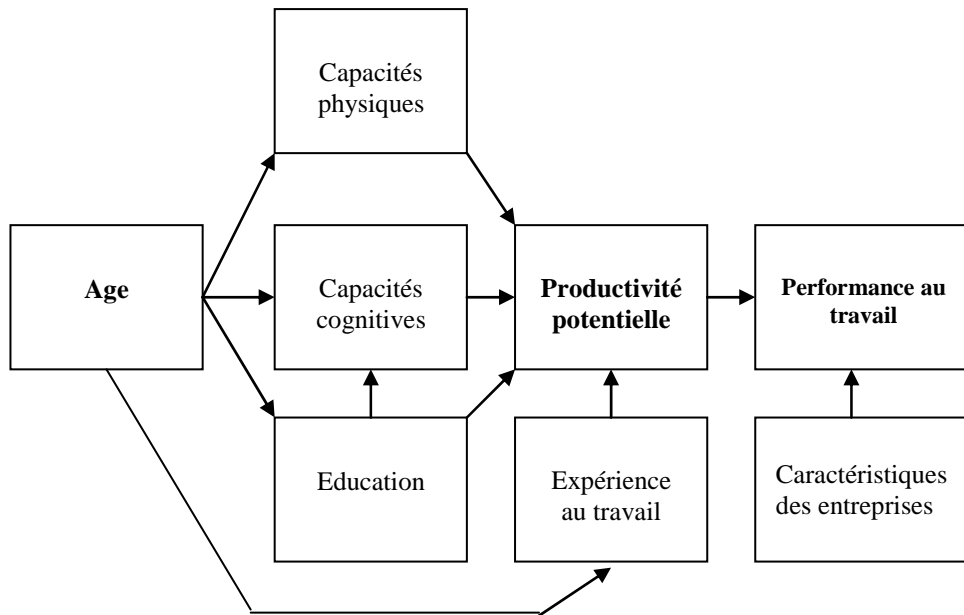 Capacités
physiques
Age
Capacités
cognitives
Productivité
potentielle
Performance au
travail
Education
Expérience
au travail
Caractéristiques
des entreprises